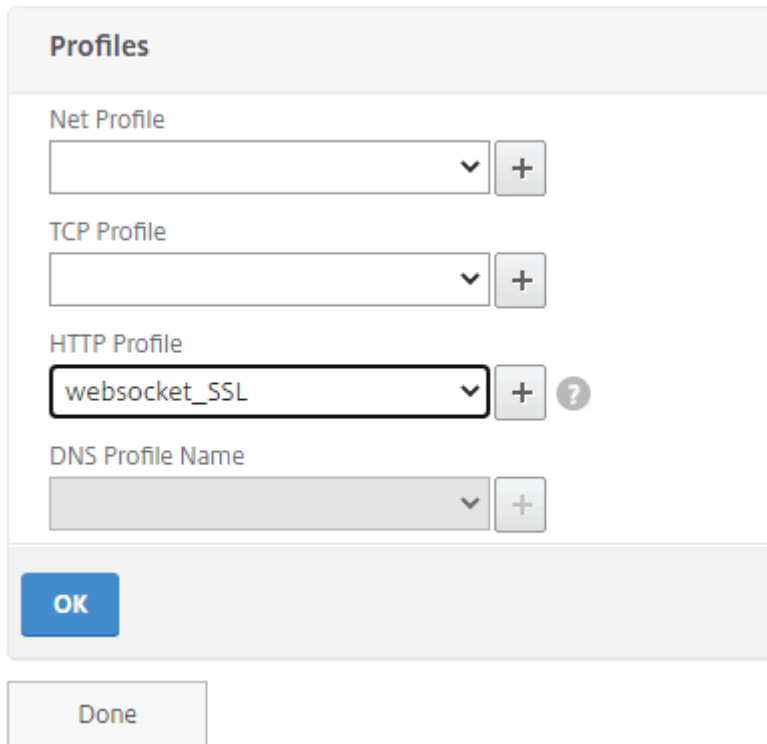 Profiles
Net Profile
+
TCP Profile
+
HTTP Profile
websocket_SSL
+ ?
DNS Profile Name
+
OK
Done